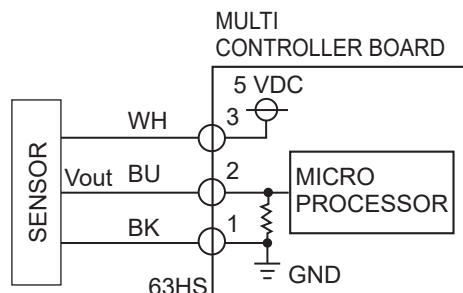 MULTI
CONTROLLER BOARD
5 VDC
SENSOR
WH
3
Vout BU
2
MICRO
PROCESSOR
BK
1
GND
63HS